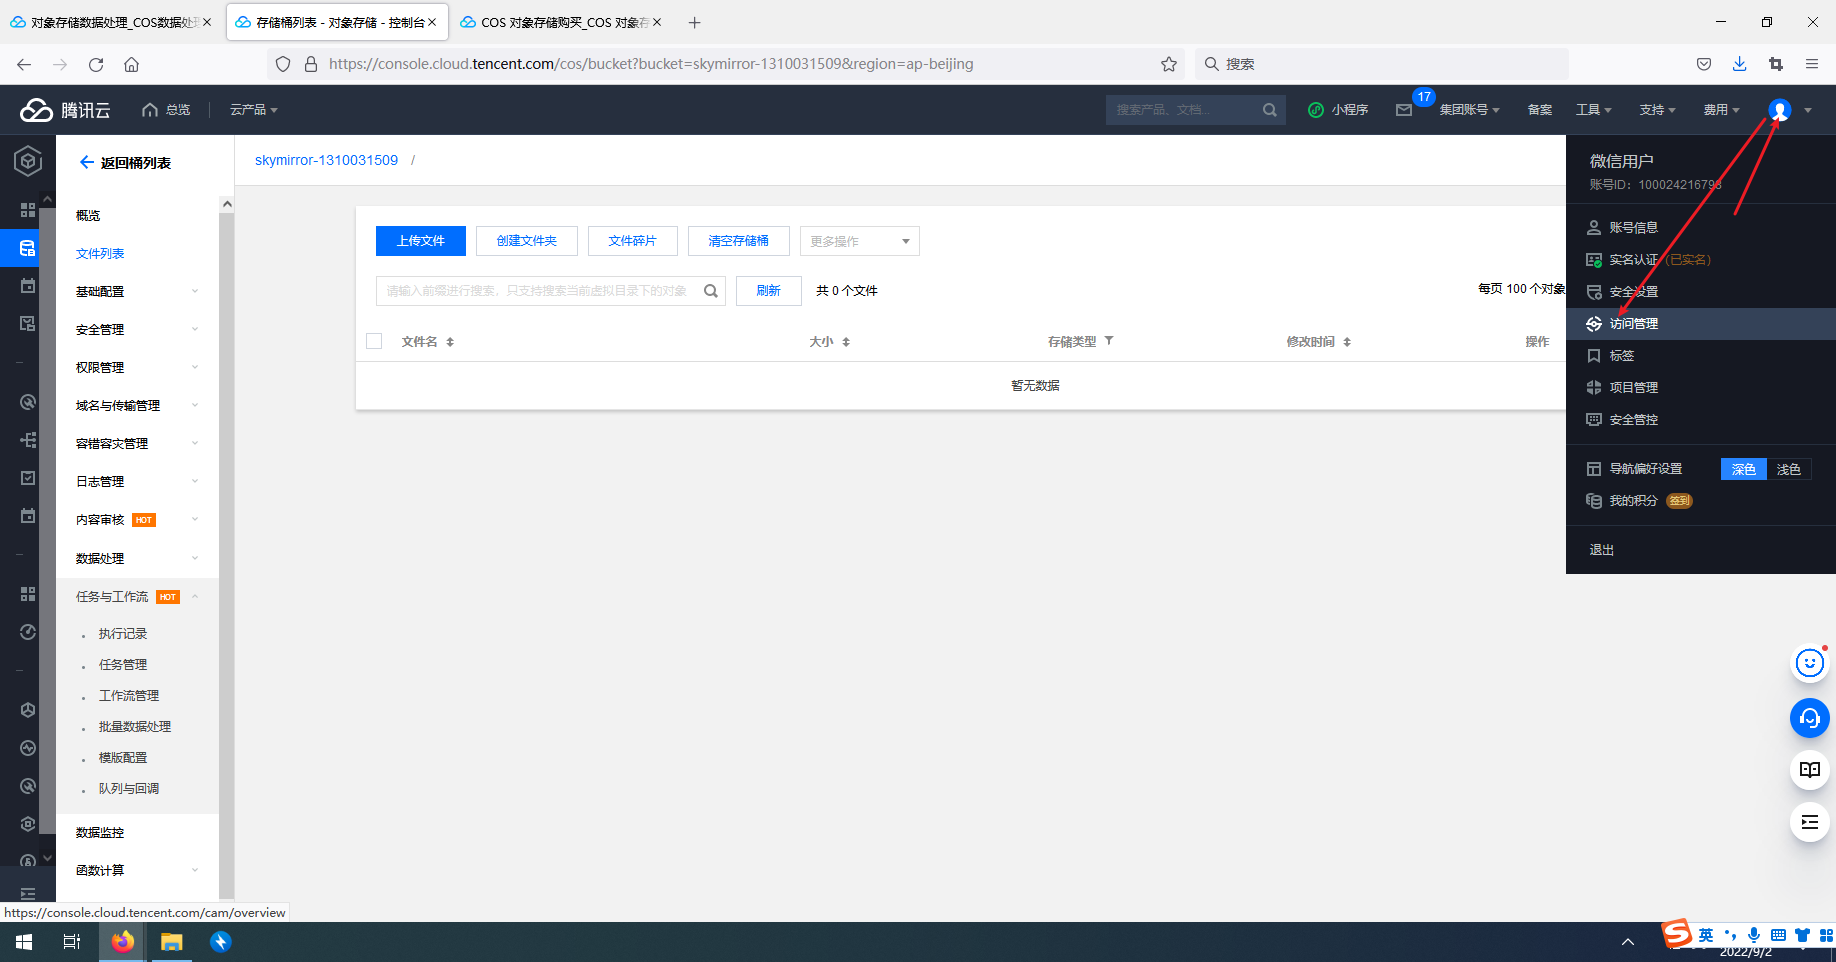 对象存储数据处理_COS数据处
存储桶列表 - 对象存储 - 控制台
COS 对象存储购买_COS 对象存
https://console.cloud.tencent.com/cos/bucket?bucket=skymirror-1310031509&region=ap-beijing
搜索
腾讯云
总览
云产品
搜索产品、文档...
小程序
17
集团账号
备案
工具
支持
费用
返回桶列表
skymirror-1310031509 /
微信用户
账号ID: 100024216793
概览
文件列表
基础配置
安全管理
权限管理
域名与传输管理
容错容灾管理
日志管理
内容审核 HOT
数据处理
任务与工作流 HOT
执行记录
任务管理
工作流管理
批量数据处理
模版配置
队列与回调
数据监控
函数计算
上传文件
创建文件夹
文件碎片
清空存储桶
更多操作
请输入前缀进行搜索，只支持搜索当前虚拟目录下的对象
刷新
共 0 个文件
每页 100 个对象
文件名
大小
存储类型
修改时间
操作
暂无数据
账号信息
实名认证 (已实名)
安全设置
访问管理
标签
项目管理
安全管控
导航偏好设置
深色
浅色
我的积分 签到
退出
https://console.cloud.tencent.com/cam/overview
S 英
2022/9/2